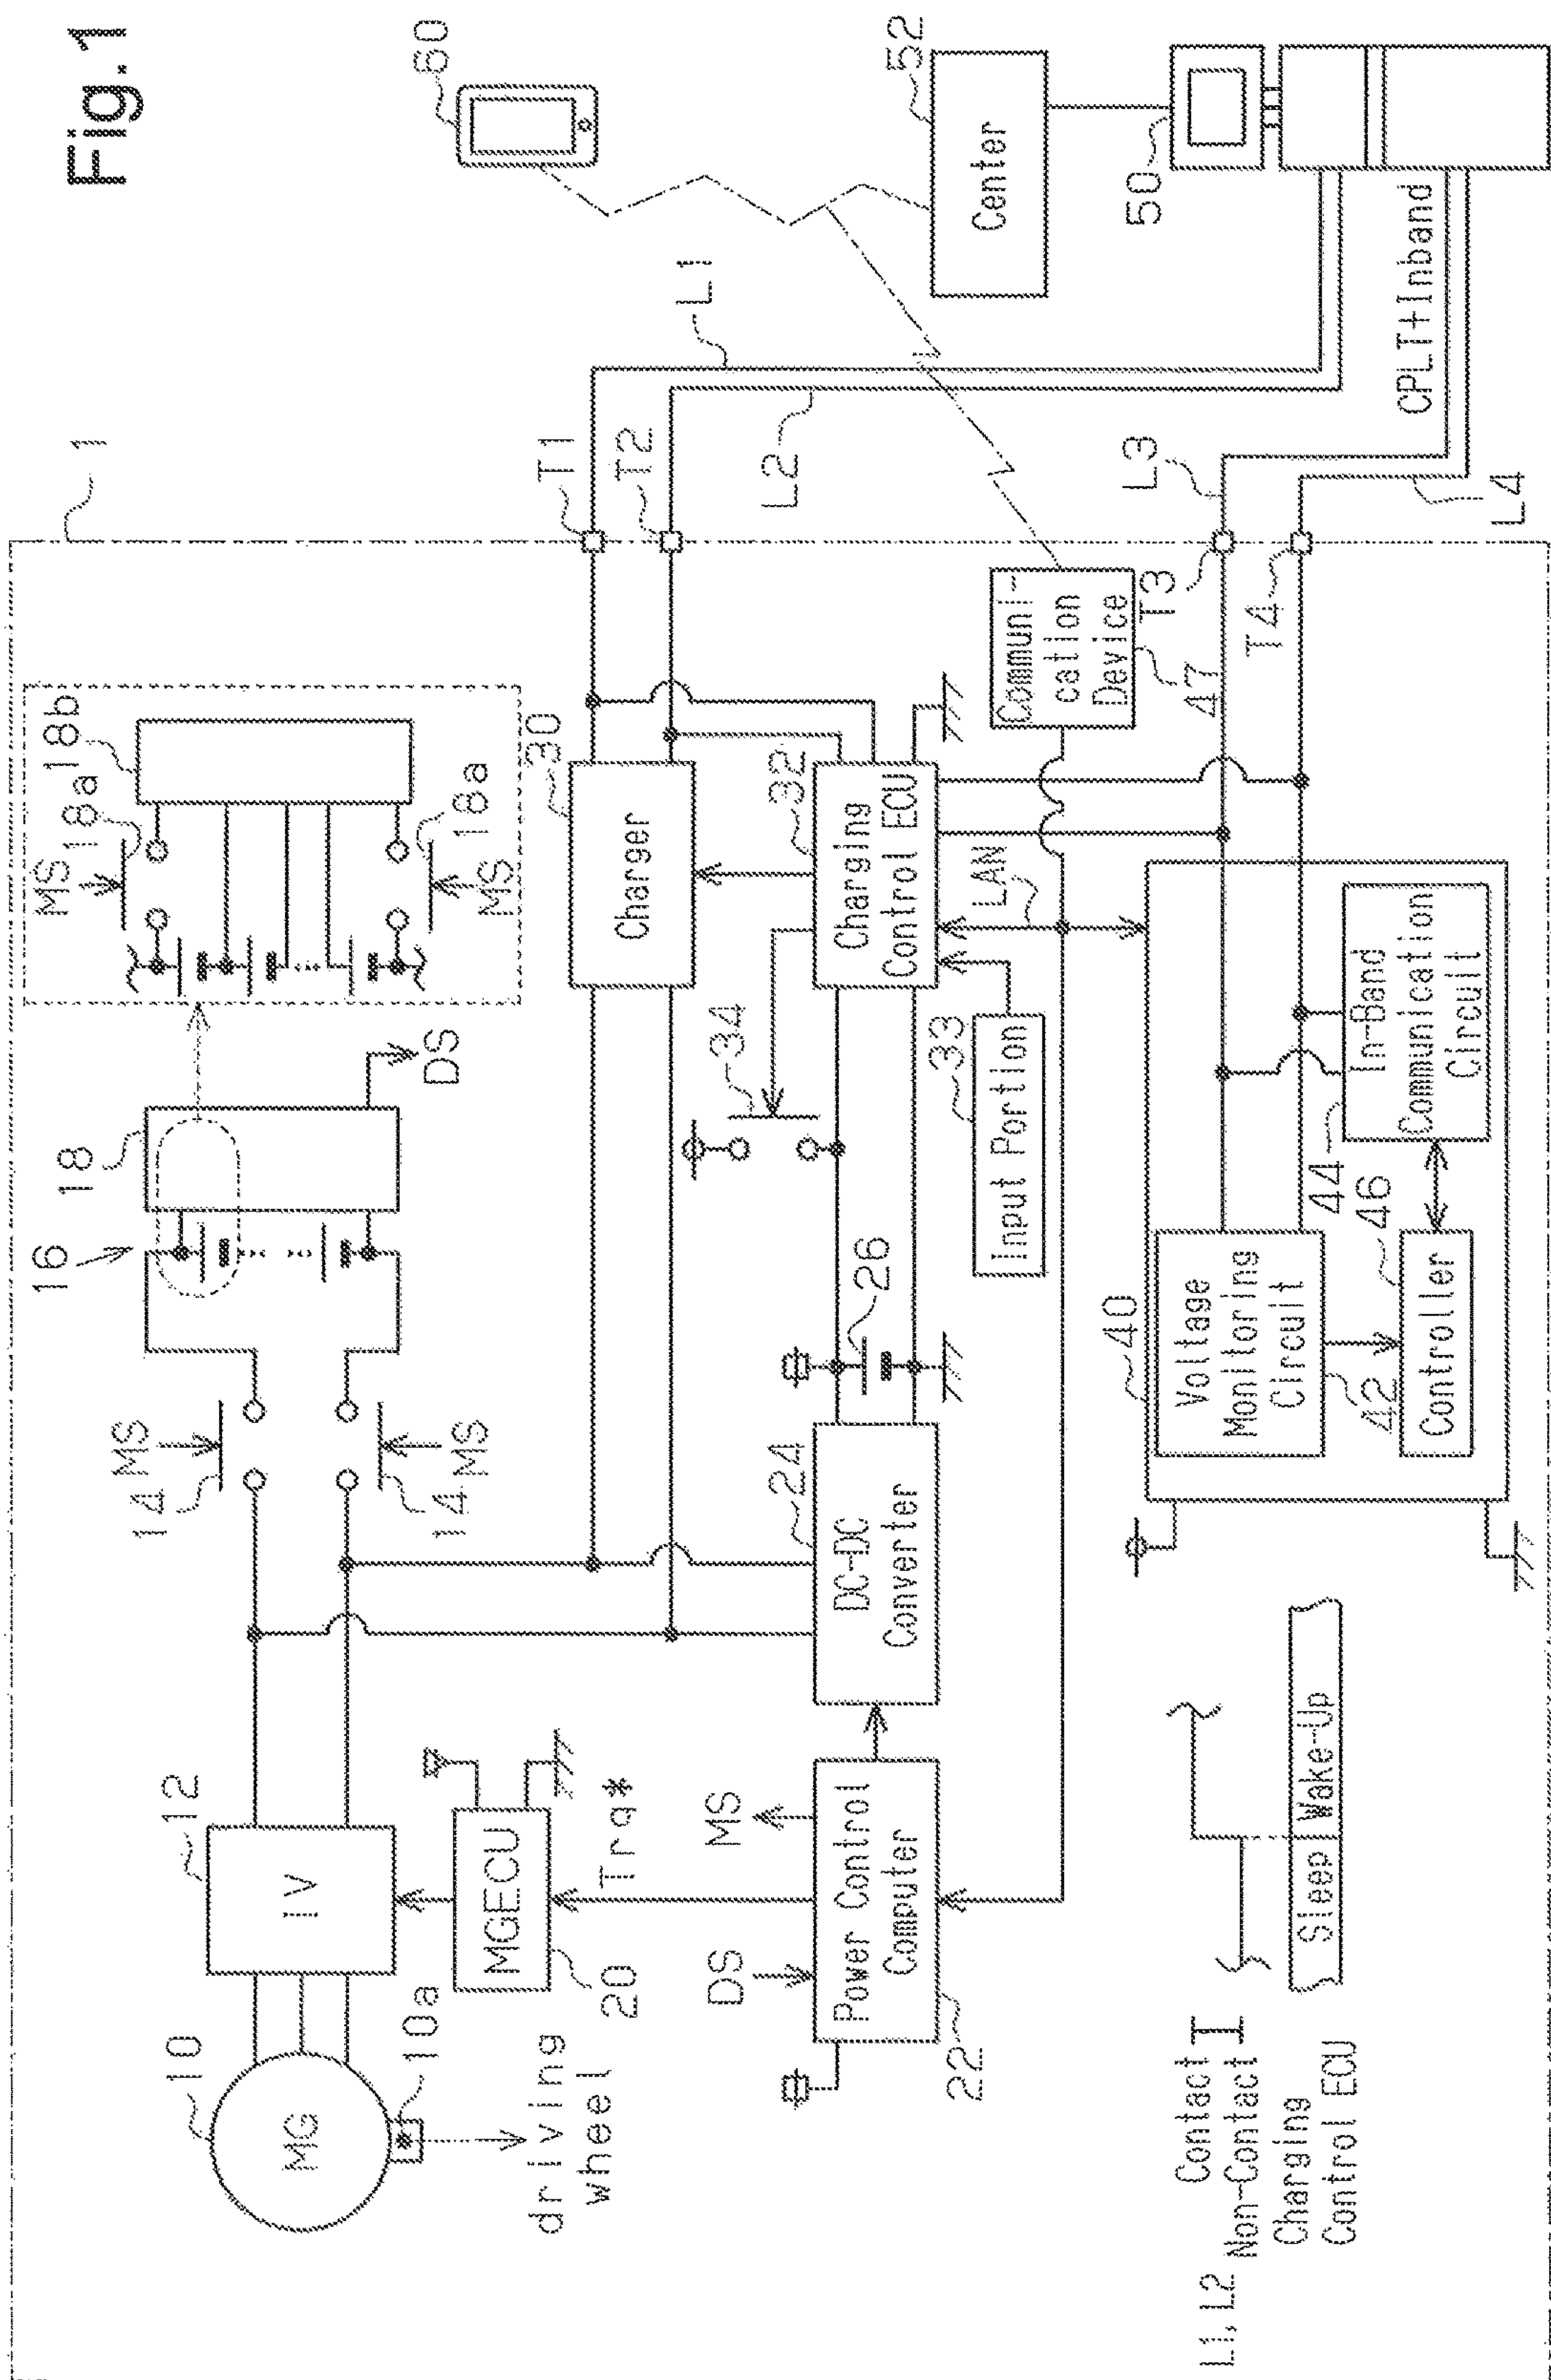 Fig.1
1
60
52
Center
50
CPLT+Inband
L1
L2
L3
L4
T1
T2
T3
T4
10
MG
10a
driving
wheel
12
IV
MGECU
20
Trq*
MS
14
14
MS
16
18
DS
MS
18a
18b
18a
MS
30
Charger
32
Charging
Control ECU
34
33
Input Portion
LAN
Communi-
cation
Device
47
26
24
DC-DC
Converter
MS
DS
Power Control
Computer
22
40
Voltage
Monitoring
Circuit
42
44
In-Band
Communication
Circuit
46
Controller
L1, L2
Contact
Non-Contact
Charging
Control ECU
Sleep
Wake-Up